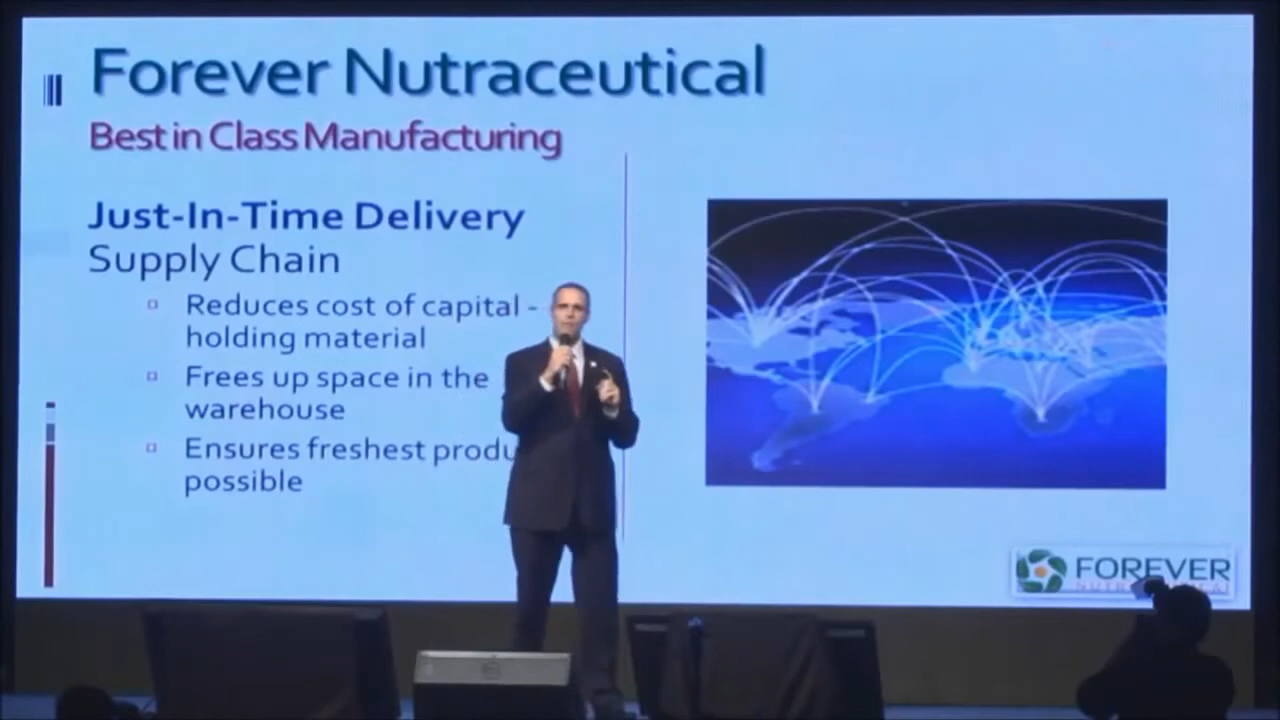 Forever Nutraceutical
Best in Class Manufacturing
Just-In-Time Delivery
Supply Chain
Reduces cost of capital -
holding material
Frees up space in the
warehouse
Ensures freshest
possible
FOREVER